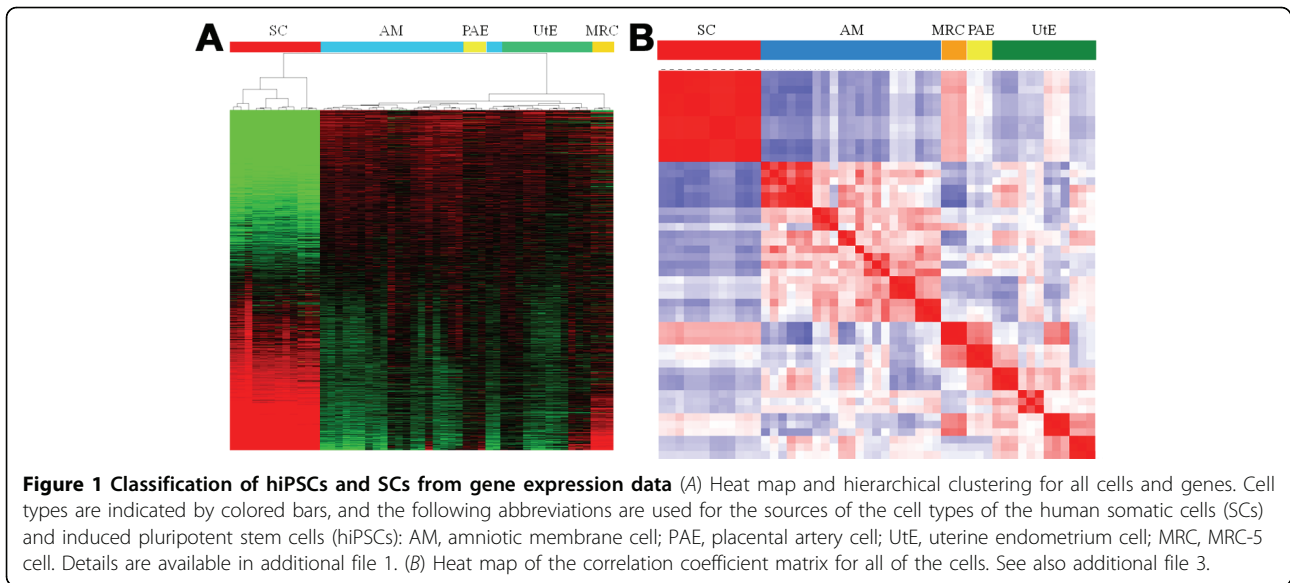 A
SC AM PAE UtE MRC
B
SC AM MRC PAE UtE
Figure 1 Classification of hiPSCs and SCs from gene expression data (A) Heat map and hierarchical clustering for all cells and genes. Cell
types are indicated by colored bars, and the following abbreviations are used for the sources of the cell types of the human somatic cells (SCs)
and induced pluripotent stem cells (hiPSCs): AM, amniotic membrane cell; PAE, placental artery cell; UtE, uterine endometrium cell; MRC, MRC-5
cell. Details are available in additional file 1. (B) Heat map of the correlation coefficient matrix for all of the cells. See also additional file 3.